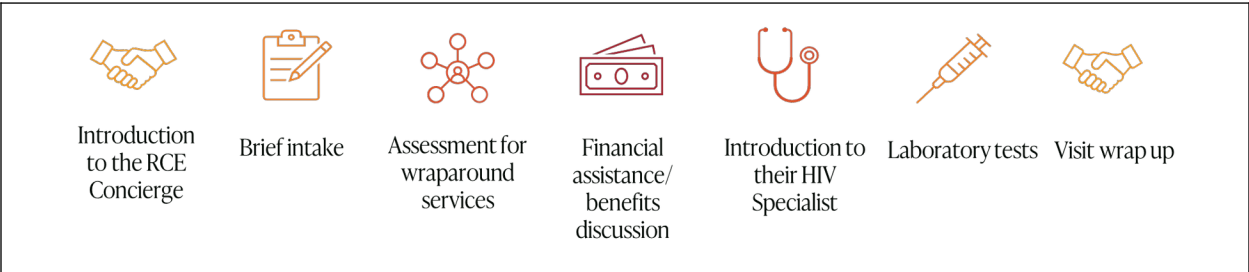 Introduction
to the RCE
Concierge
Brief intake
Assessment for
wraparound
services
Financial
assistance/
benefits
discussion
Introduction to
their HIV
Specialist
Laboratory tests
Visit wrap up